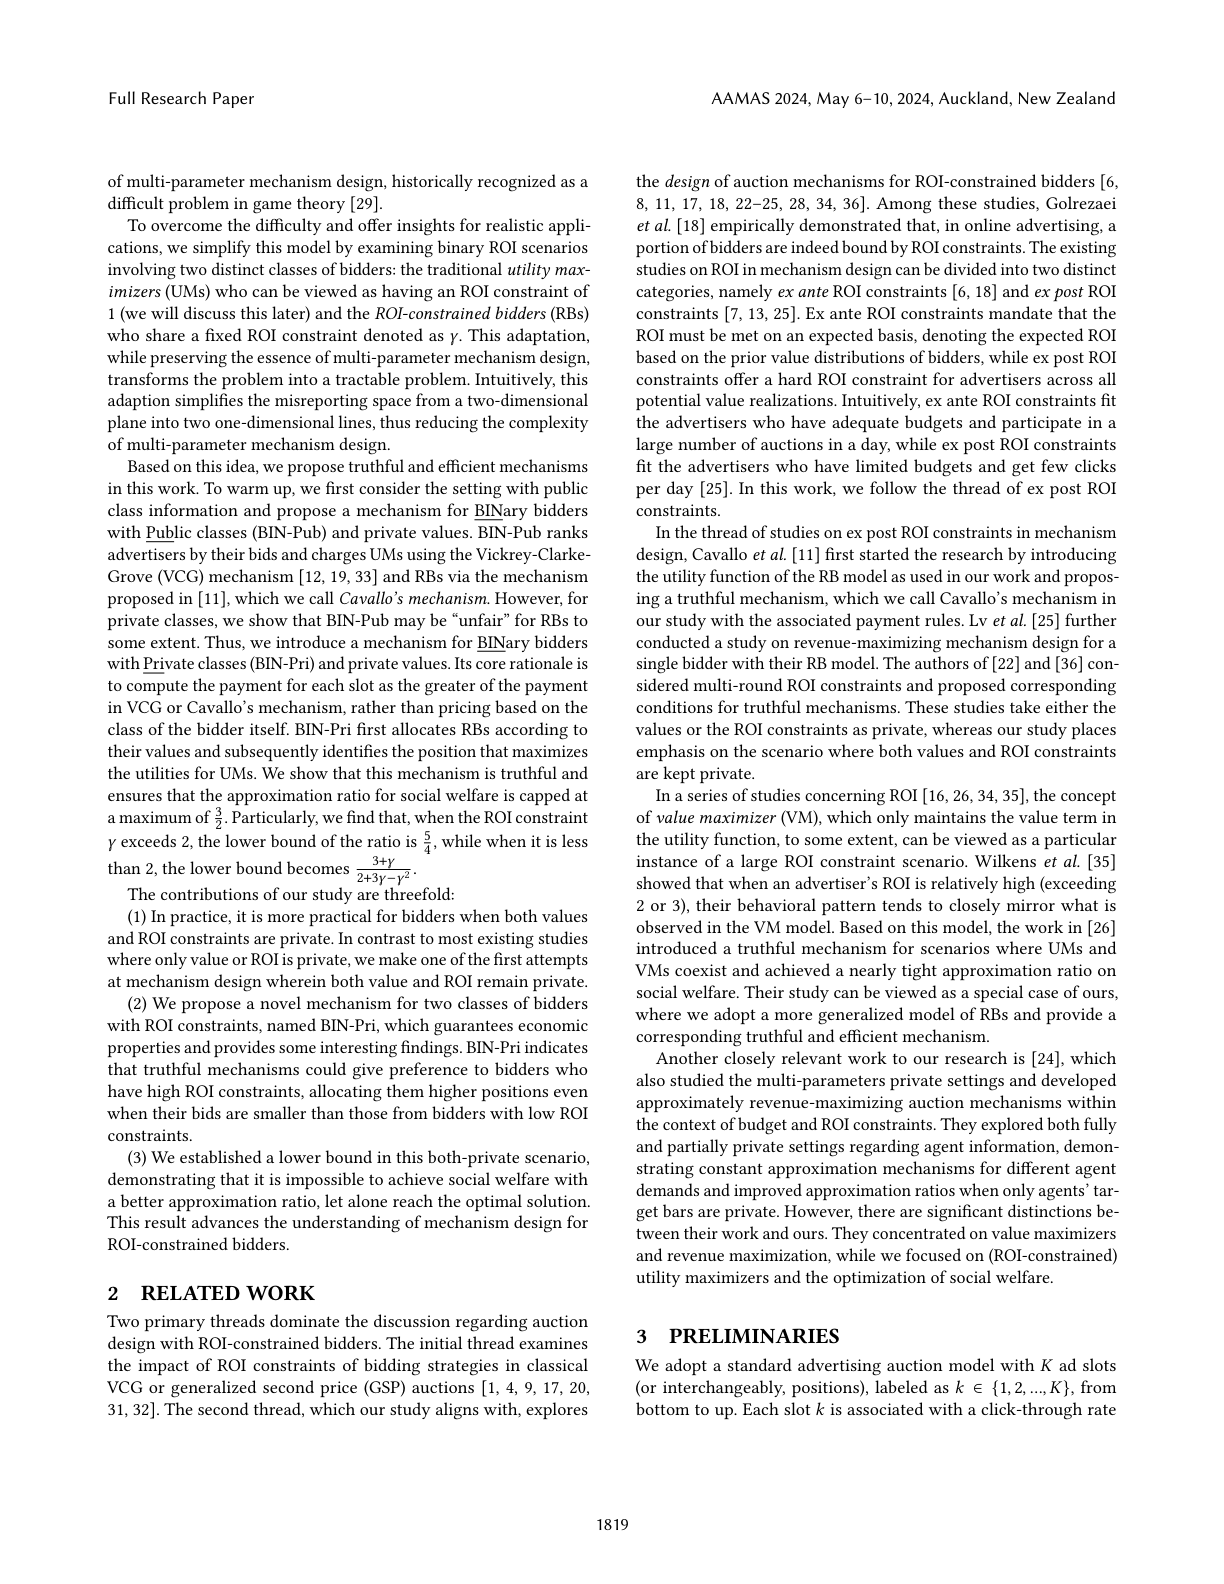 Full Research Paper
AAMAS 2024, May 6–10, 2024, Auckland, New Zealand
of multi-parameter mechanism design, historically recognized as a
difficult problem in game theory [29].
To overcome the difficulty and offer insights for realistic appli-
cations, we simplify this model by examining binary ROI scenarios
involving two distinct classes of bidders: the traditional utility max-
imizers (UMs) who can be viewed as having an ROI constraint of
1 (we will discuss this later) and the ROI-constrained bidders (RBs)
who share a fixed ROI constraint denoted as γ. This adaptation,
while preserving the essence of multi-parameter mechanism design,
transforms the problem into a tractable problem. Intuitively, this
adaption simplifies the misreporting space from a two-dimensional
plane into two one-dimensional lines, thus reducing the complexity
of multi-parameter mechanism design.
Based on this idea, we propose truthful and efficient mechanisms
in this work. To warm up, we first consider the setting with public
class information and propose a mechanism for BINary bidders
with Public classes (BIN-Pub) and private values. BIN-Pub ranks
advertisers by their bids and charges UMs using the Vickrey-Clarke-
Grove (VCG) mechanism [12, 19, 33] and RBs via the mechanism
proposed in [11], which we call Cavallo's mechanism. However, for
private classes, we show that BIN-Pub may be “unfair” for RBs to
some extent. Thus, we introduce a mechanism for BINary bidders
with Private classes (BIN-Pri) and private values. Its core rationale is
to compute the payment for each slot as the greater of the payment
in VCG or Cavallo's mechanism, rather than pricing based on the
class of the bidder itself. BIN-Pri first allocates RBs according to
their values and subsequently identifies the position that maximizes
the utilities for UMs. We show that this mechanism is truthful and
ensures that the approximation ratio for social welfare is capped at
a maximum of 3/2. Particularly, we find that, when the ROI constraint
γ exceeds 2, the lower bound of the ratio is 5/4, while when it is less
than 2, the lower bound becomes (3+γ)/(2+3γ−γ²).
The contributions of our study are threefold:
(1) In practice, it is more practical for bidders when both values
and ROI constraints are private. In contrast to most existing studies
where only value or ROI is private, we make one of the first attempts
at mechanism design wherein both value and ROI remain private.
(2) We propose a novel mechanism for two classes of bidders
with ROI constraints, named BIN-Pri, which guarantees economic
properties and provides some interesting findings. BIN-Pri indicates
that truthful mechanisms could give preference to bidders who
have high ROI constraints, allocating them higher positions even
when their bids are smaller than those from bidders with low ROI
constraints.
(3) We established a lower bound in this both-private scenario,
demonstrating that it is impossible to achieve social welfare with
a better approximation ratio, let alone reach the optimal solution.
This result advances the understanding of mechanism design for
ROI-constrained bidders.
2 RELATED WORK
Two primary threads dominate the discussion regarding auction
design with ROI-constrained bidders. The initial thread examines
the impact of ROI constraints of bidding strategies in classical
VCG or generalized second price (GSP) auctions [1, 4, 9, 17, 20,
31, 32]. The second thread, which our study aligns with, explores
the design of auction mechanisms for ROI-constrained bidders [6,
8, 11, 17, 18, 22–25, 28, 34, 36]. Among these studies, Golrezaei
et al. [18] empirically demonstrated that, in online advertising, a
portion of bidders are indeed bound by ROI constraints. The existing
studies on ROI in mechanism design can be divided into two distinct
categories, namely ex ante ROI constraints [6, 18] and ex post ROI
constraints [7, 13, 25]. Ex ante ROI constraints mandate that the
ROI must be met on an expected basis, denoting the expected ROI
based on the prior value distributions of bidders, while ex post ROI
constraints offer a hard ROI constraint for advertisers across all
potential value realizations. Intuitively, ex ante ROI constraints fit
the advertisers who have adequate budgets and participate in a
large number of auctions in a day, while ex post ROI constraints
fit the advertisers who have limited budgets and get few clicks
per day [25]. In this work, we follow the thread of ex post ROI
constraints.
In the thread of studies on ex post ROI constraints in mechanism
design, Cavallo et al. [11] first started the research by introducing
the utility function of the RB model as used in our work and propos-
ing a truthful mechanism, which we call Cavallo's mechanism in
our study with the associated payment rules. Lv et al. [25] further
conducted a study on revenue-maximizing mechanism design for a
single bidder with their RB model. The authors of [22] and [36] con-
sidered multi-round ROI constraints and proposed corresponding
conditions for truthful mechanisms. These studies take either the
values or the ROI constraints as private, whereas our study places
emphasis on the scenario where both values and ROI constraints
are kept private.
In a series of studies concerning ROI [16, 26, 34, 35], the concept
of value maximizer (VM), which only maintains the value term in
the utility function, to some extent, can be viewed as a particular
instance of a large ROI constraint scenario. Wilkens et al. [35]
showed that when an advertiser's ROI is relatively high (exceeding
2 or 3), their behavioral pattern tends to closely mirror what is
observed in the VM model. Based on this model, the work in [26]
introduced a truthful mechanism for scenarios where UMs and
VMs coexist and achieved a nearly tight approximation ratio on
social welfare. Their study can be viewed as a special case of ours,
where we adopt a more generalized model of RBs and provide a
corresponding truthful and efficient mechanism.
Another closely relevant work to our research is [24], which
also studied the multi-parameters private settings and developed
approximately revenue-maximizing auction mechanisms within
the context of budget and ROI constraints. They explored both fully
and partially private settings regarding agent information, demon-
strating constant approximation mechanisms for different agent
demands and improved approximation ratios when only agents' tar-
get bars are private. However, there are significant distinctions be-
tween their work and ours. They concentrated on value maximizers
and revenue maximization, while we focused on (ROI-constrained)
utility maximizers and the optimization of social welfare.
3 PRELIMINARIES
We adopt a standard advertising auction model with K ad slots
(or interchangeably, positions), labeled as k ∈ {1, 2, ..., K}, from
bottom to up. Each slot k is associated with a click-through rate
1819